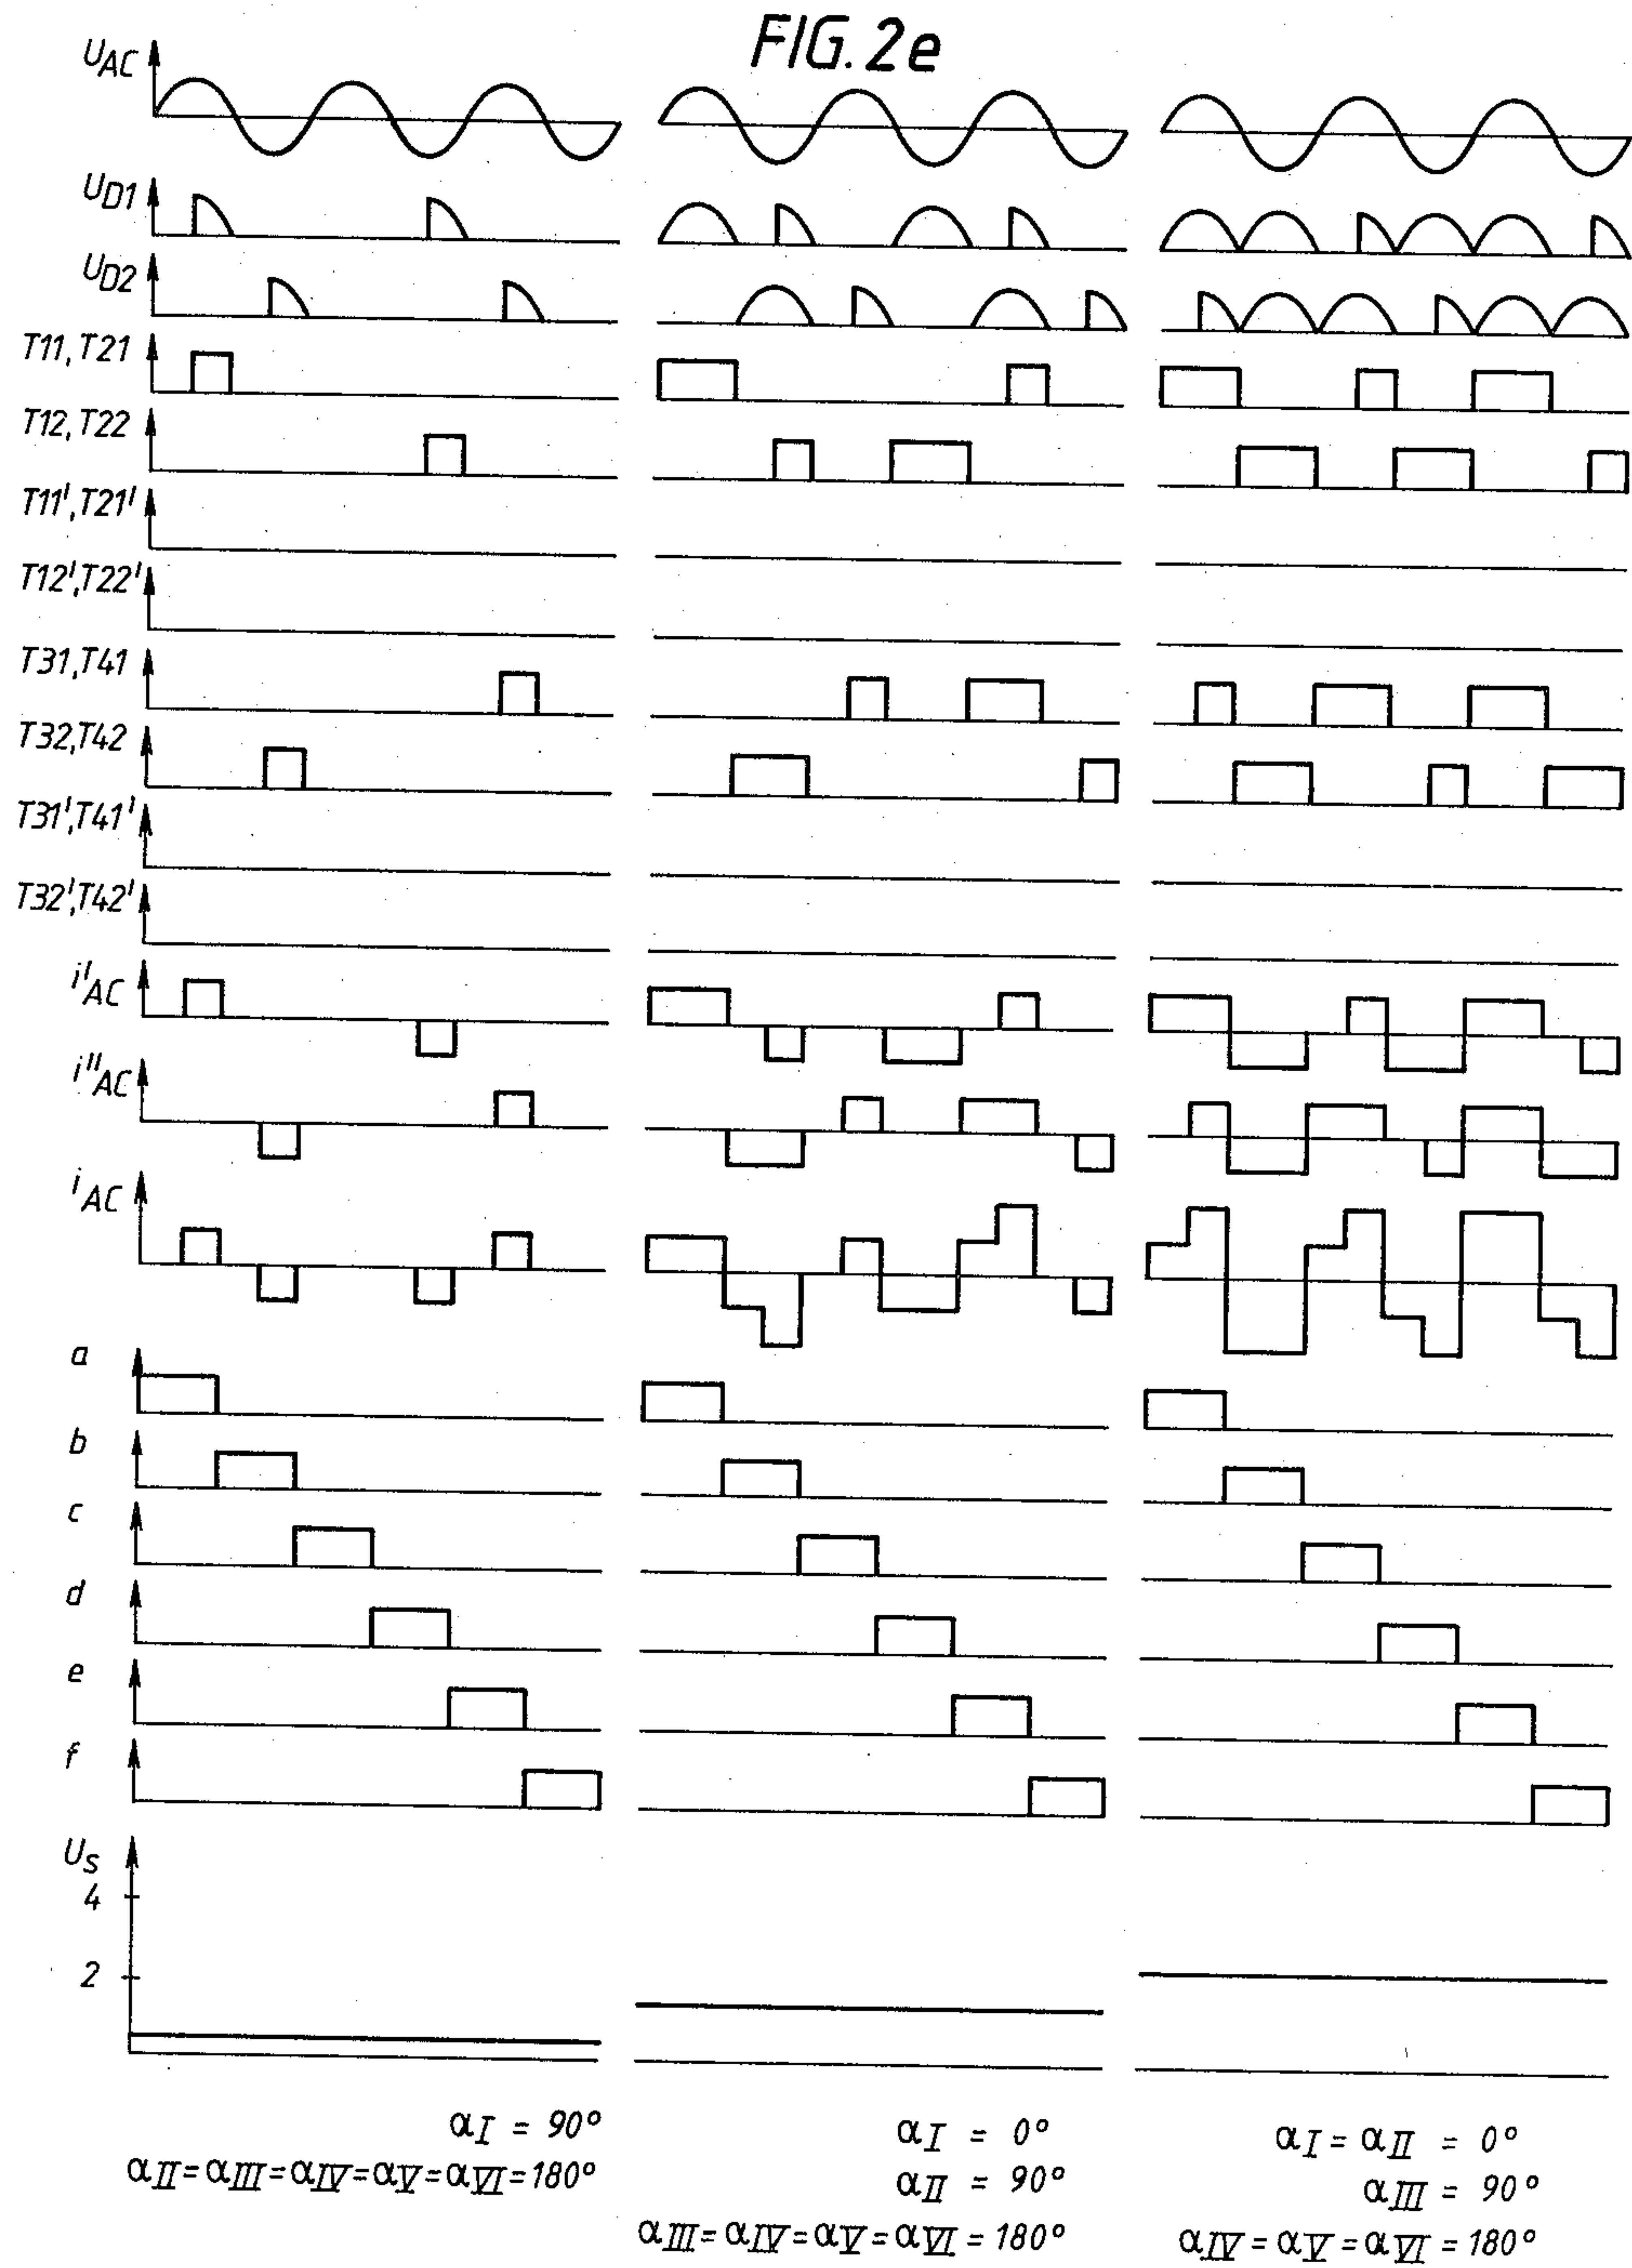 FIG. 2e
UAC
UD1
UD2
T11, T21
T12, T22
T11', T21'
T12', T22'
T31, T41
T32, T42
T31', T41'
T32', T42'
i'AC
i"AC
iAC
a
b
c
d
e
f
US
4
2
αI = 90°
αII = αIII = αIV = αV = αVI = 180°
αI = 0°
αII = 90°
αIII = αIV = αV = αVI = 180°
αI = αII = 0°
αIII = 90°
αIV = αV = αVI = 180°